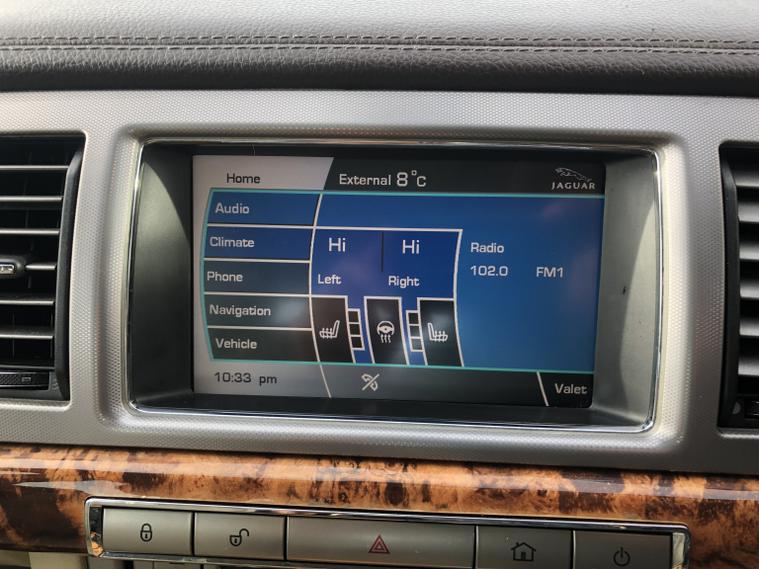 Home
External 8°C
JAGUAR
Audio
Climate
Phone
Navigation
Vehicle
Hi
Hi
Left
Right
Radio
102.0 FM1
10:33 pm
Valet